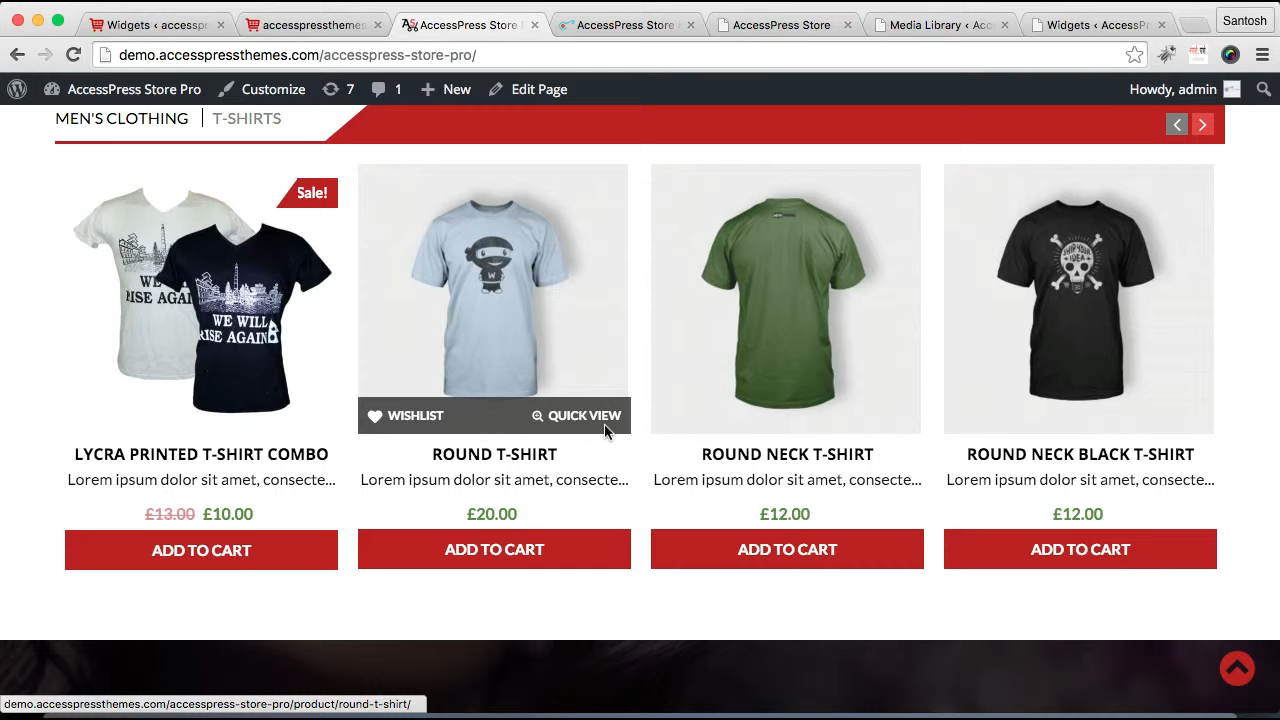 Widgets ‹ accessp
accesspressthemes
AccessPress Store
AccessPress Store
AccessPress Store
Media Library ‹ Acc
Widgets ‹ AccessPr
Santosh
demo.accesspressthemes.com/accesspress-store-pro/
AccessPress Store Pro
Customize
7
1
New
Edit Page
Howdy, admin
MEN'S CLOTHING
T-SHIRTS
Sale!
WE WILL
RISE AGAIN
W
SHIP YOUR
IDEA
WISHLIST
QUICK VIEW
LYCRA PRINTED T-SHIRT COMBO
ROUND T-SHIRT
ROUND NECK T-SHIRT
ROUND NECK BLACK T-SHIRT
Lorem ipsum dolor sit amet, consecte...
Lorem ipsum dolor sit amet, consecte...
Lorem ipsum dolor sit amet, consecte...
Lorem ipsum dolor sit amet, consecte...
£13.00 £10.00
£20.00
£12.00
£12.00
ADD TO CART
ADD TO CART
ADD TO CART
ADD TO CART
demo.accesspressthemes.com/accesspress-store-pro/product/round-t-shirt/